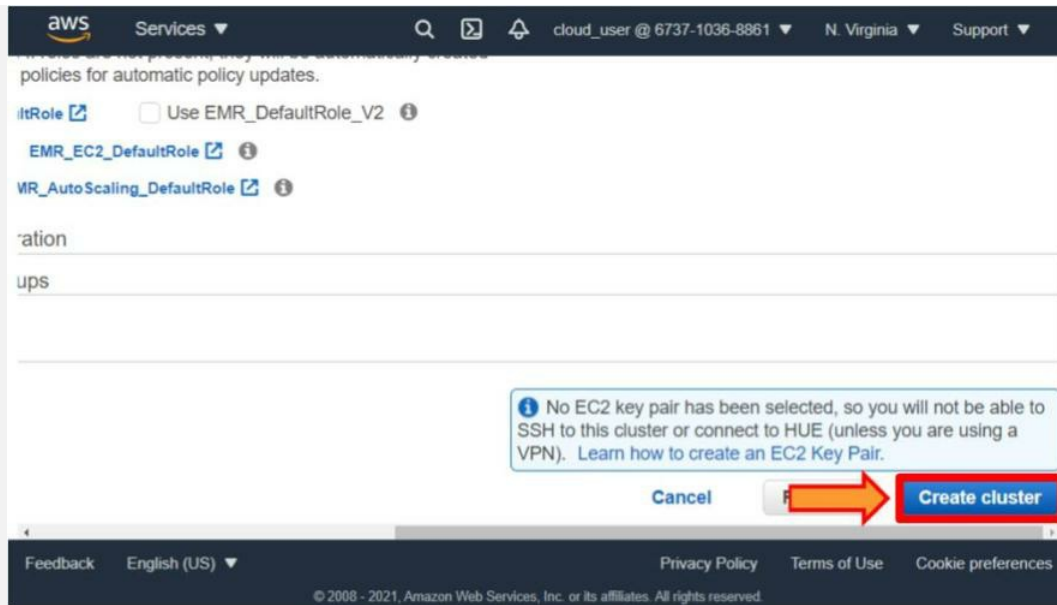 aws Services ▼ cloud_user @ 6737-1036-8861 ▼ N. Virginia ▼ Support ▼
policies for automatic policy updates.
ltRole Use EMR_DefaultRole_V2
EMR_EC2_DefaultRole
MR_AutoScaling_DefaultRole
ration
ups
No EC2 key pair has been selected, so you will not be able to
SSH to this cluster or connect to HUE (unless you are using a
VPN). Learn how to create an EC2 Key Pair.
Cancel Create cluster
Feedback English (US) ▼ Privacy Policy Terms of Use Cookie preferences
© 2008 - 2021, Amazon Web Services, Inc. or its affiliates. All rights reserved.